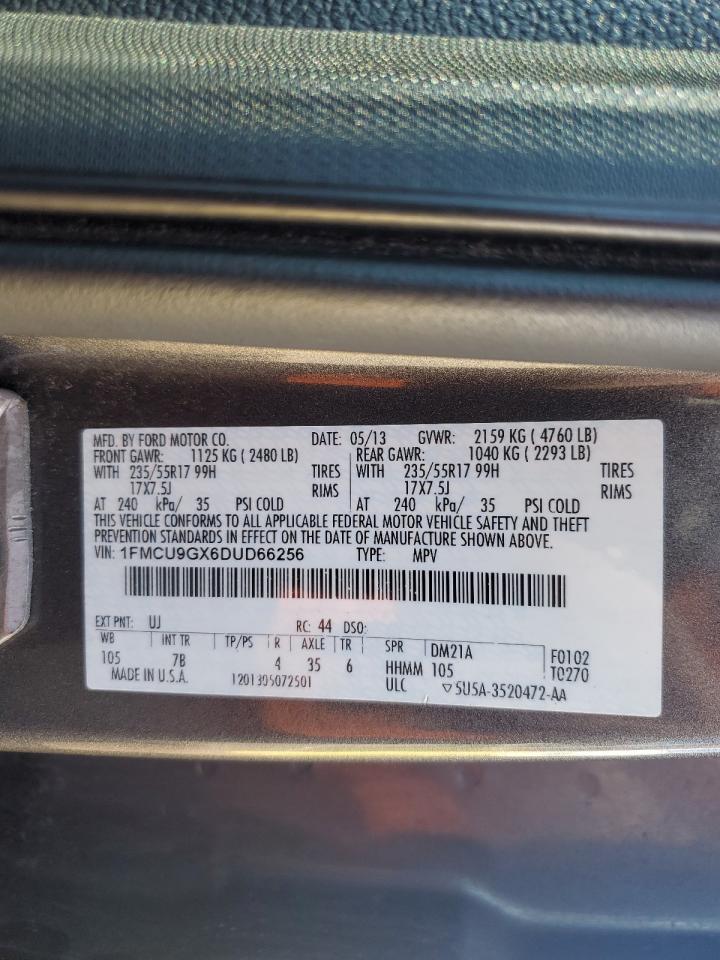 MFD. BY FORD MOTOR CO. DATE: 05/13 GVWR: 2159 KG ( 4760 LB)
FRONT GAWR: 1125 KG ( 2480 LB) REAR GAWR: 1040 KG ( 2293 LB)
WITH 235/55R17 99H TIRES WITH 235/55R17 99H TIRES
17X7.5J RIMS 17X7.5J RIMS
AT 240 kPa/ 35 PSI COLD AT 240 kPa/ 35 PSI COLD
THIS VEHICLE CONFORMS TO ALL APPLICABLE FEDERAL MOTOR VEHICLE SAFETY AND THEFT
PREVENTION STANDARDS IN EFFECT ON THE DATE OF MANUFACTURE SHOWN ABOVE.
VIN: 1FMCU9GX6DUD66256 TYPE: MPV
EXT PNT: UJ RC: 44 DSO:
WB INT TR TP/PS R AXLE TR SPR DM21A F0102
105 7B 4 35 6 HHMM 105 T0270
MADE IN U.S.A. 1201305072501 ULC ▽5U5A-3520472-AA